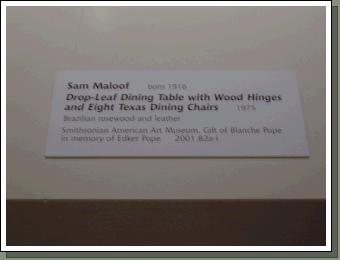 Sam Maloof born 1916
Drop-Leaf Dining Table with Wood Hinges
and Eight Texas Dining Chairs 1975
Brazilian rosewood and leather
Smithsonian American Art Museum, Gift of Blanche Pope
in memory of Edker Pope 2001.82a-i